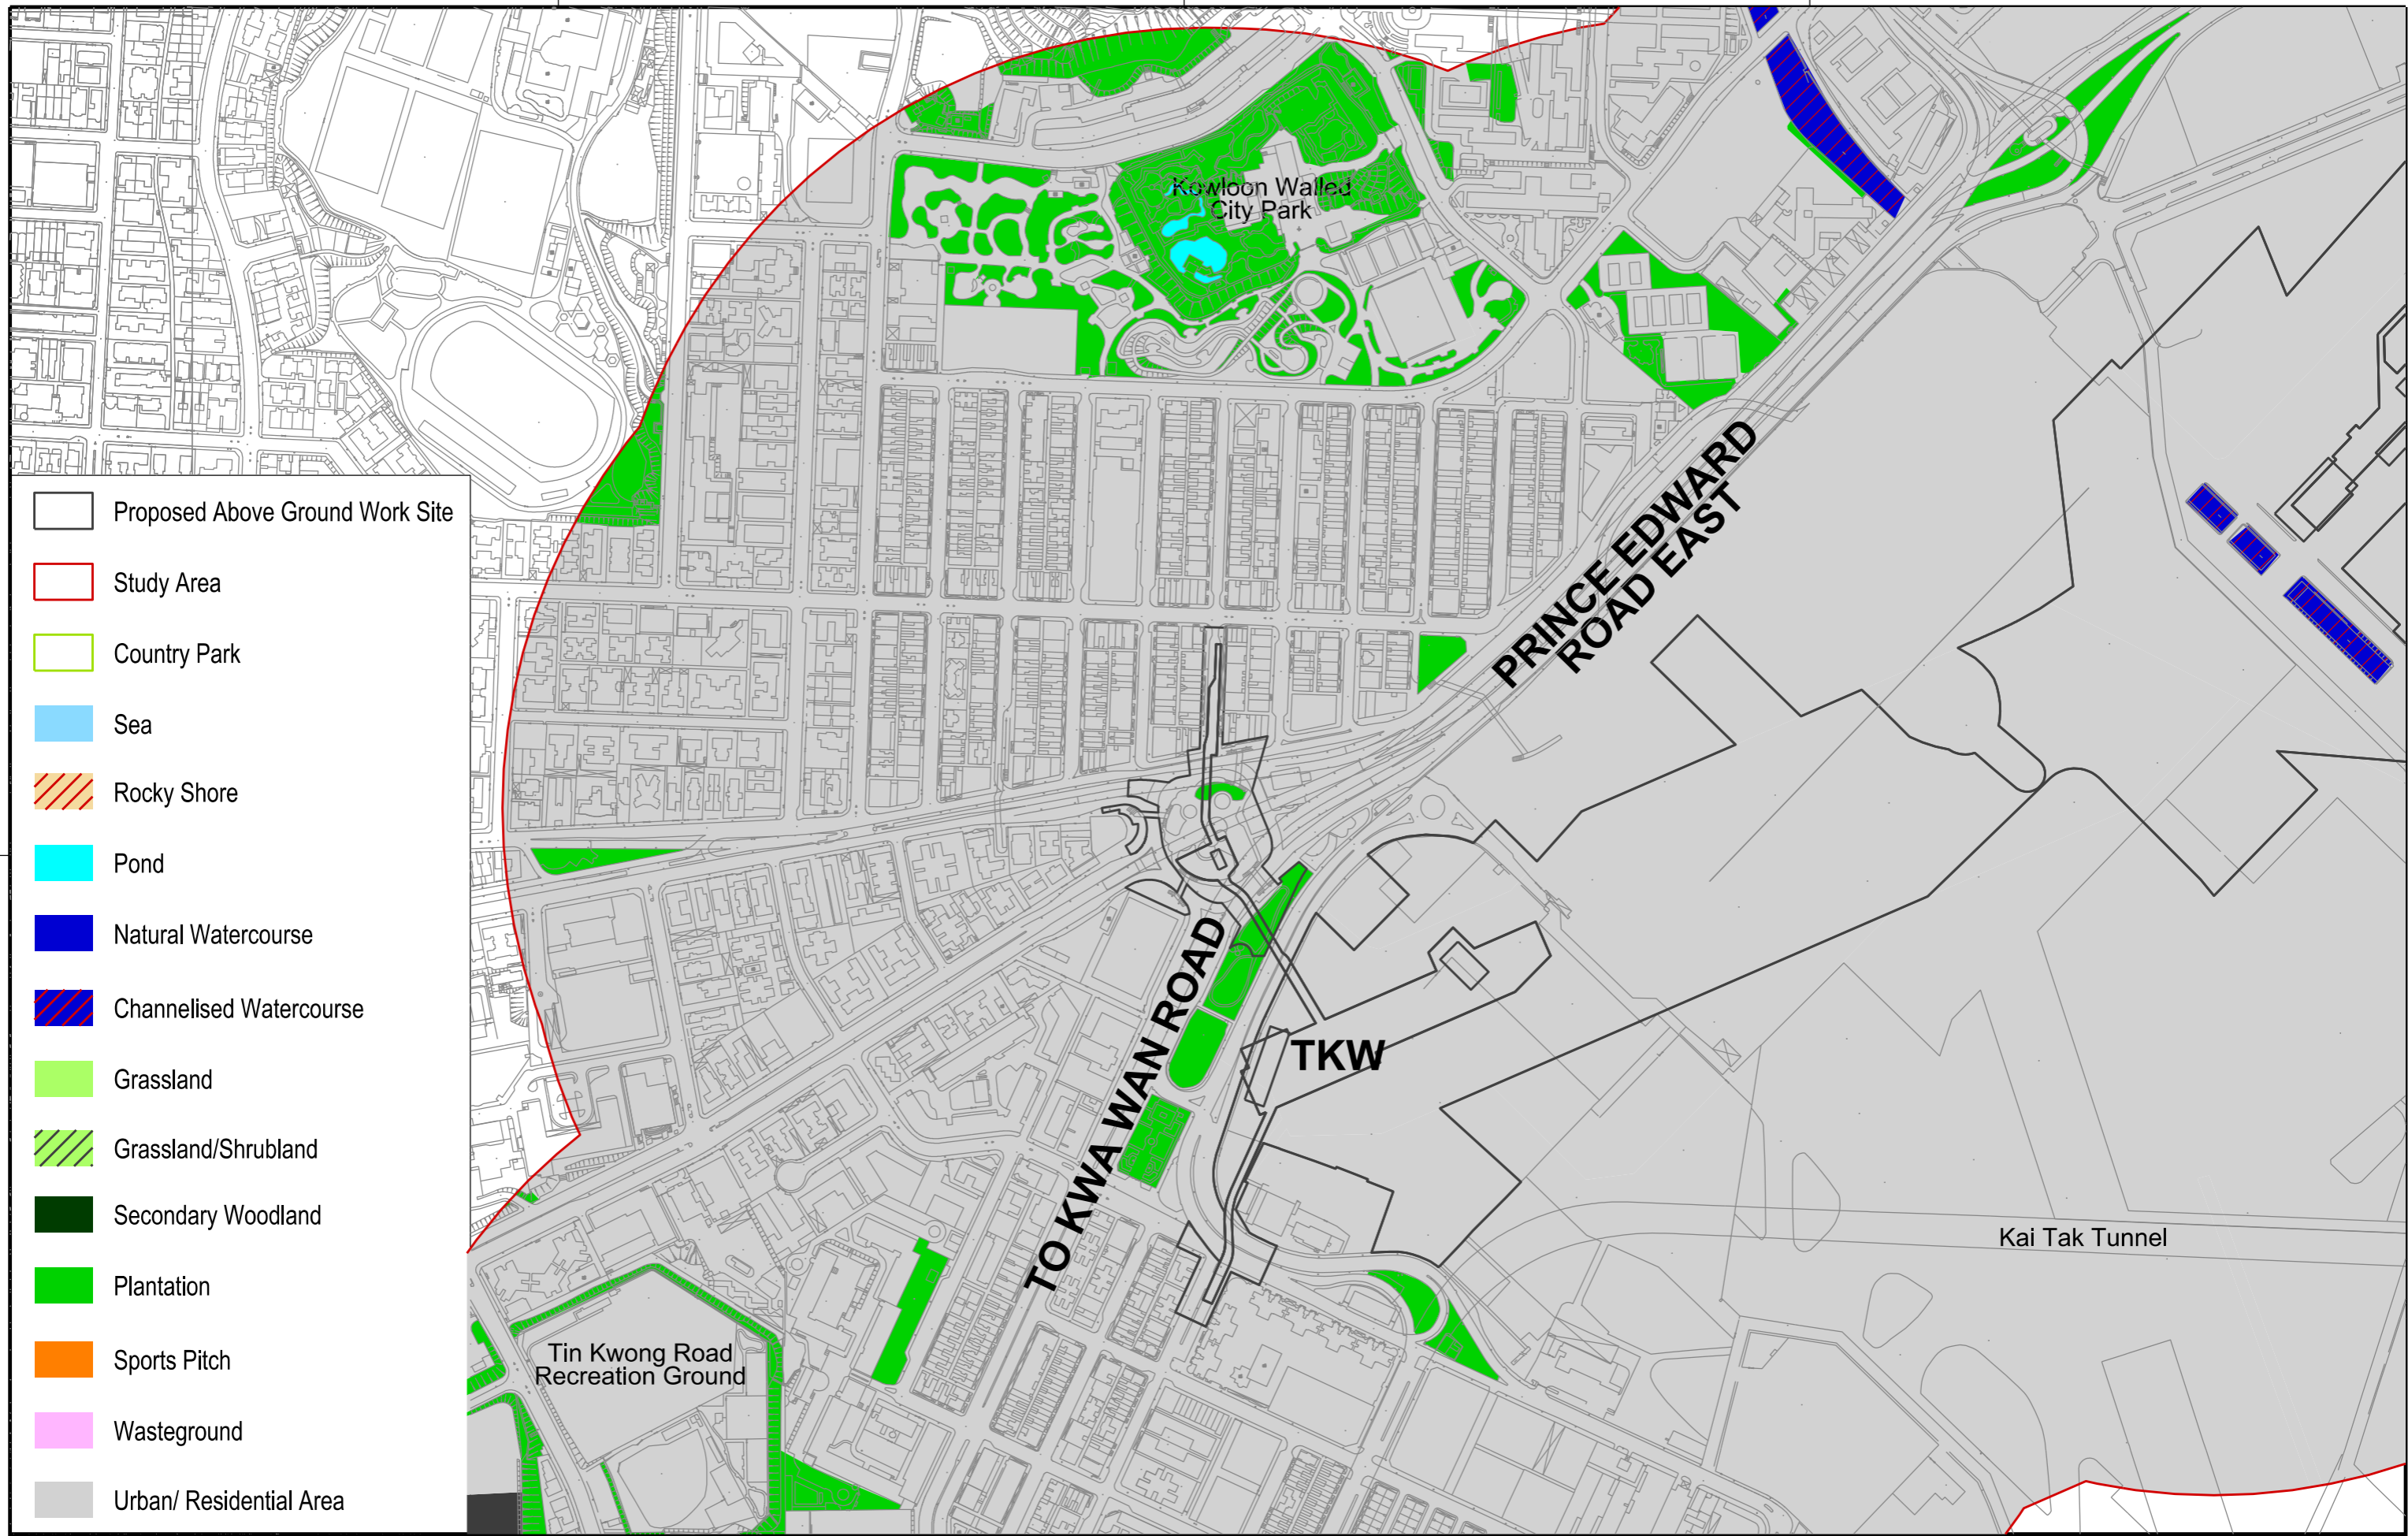 Kowloon Walled
City Park
PRINCE EDWARD
ROAD EAST
Proposed Above Ground Work Site
Study Area
Country Park
Sea
Rocky Shore
Pond
Natural Watercourse
Channelised Watercourse
Grassland
Grassland/Shrubland
Secondary Woodland
Plantation
Sports Pitch
Wasteground
Urban/ Residential Area
TO KWA WAN ROAD
TKW
Kai Tak Tunnel
Tin Kwong Road
Recreation Ground